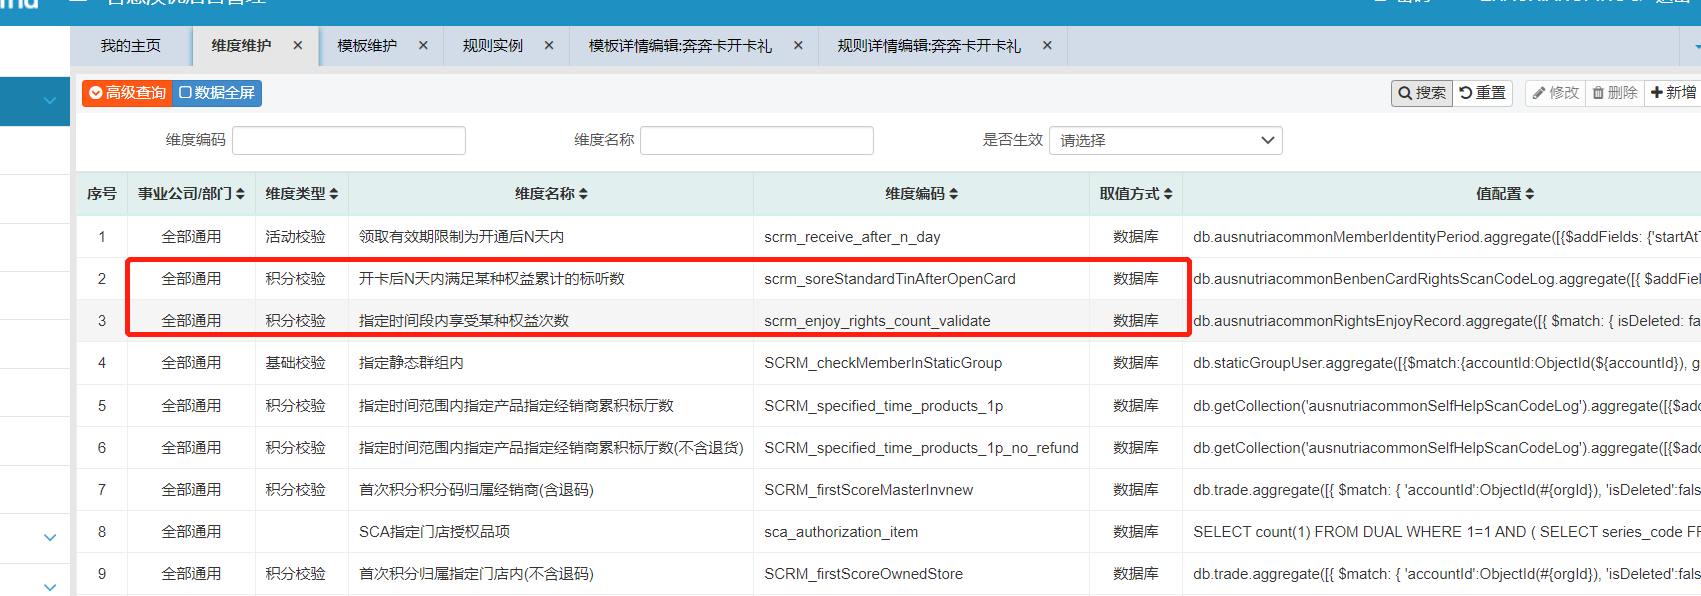 我的主页 维度维护 × 模板维护 × 规则实例 × 模板详情编辑:奔奔卡开卡礼 × 规则详情编辑:奔奔卡开卡礼 ×
高级查询 数据全屏 搜索 重置 修改 删除 新增
维度编码 维度名称 是否生效 请选择
序号 事业公司/部门 维度类型 维度名称 维度编码 取值方式 值配置
1 全部通用 活动校验 领取有效期限制为开通后N天内 scrm_receive_after_n_day 数据库 db.ausnutriacommonMemberIdentityPeriod.aggregate([{$addFields: {'startAtT
2 全部通用 积分校验 开卡后N天内满足某种权益累计的标听数 scrm_soreStandardTinAfterOpenCard 数据库 db.ausnutriacommonBenbenCardRightsScanCodeLog.aggregate([{ $addFiel
3 全部通用 积分校验 指定时间段内享受某种权益次数 scrm_enjoy_rights_count_validate 数据库 db.ausnutriacommonRightsEnjoyRecord.aggregate([{ $match: { isDeleted: fa
4 全部通用 基础校验 指定静态群组内 SCRM_checkMemberInStaticGroup 数据库 db.staticGroupUser.aggregate([{$match:{accountId:ObjectId(${accountId}), g
5 全部通用 积分校验 指定时间范围内指定产品指定经销商累积标厅数 SCRM_specified_time_products_1p 数据库 db.getCollection('ausnutriacommonSelfHelpScanCodeLog').aggregate([{$add
6 全部通用 积分校验 指定时间范围内指定产品指定经销商累积标厅数(不含退货) SCRM_specified_time_products_1p_no_refund 数据库 db.getCollection('ausnutriacommonSelfHelpScanCodeLog').aggregate([{$add
7 全部通用 积分校验 首次积分积分码归属经销商(含退码) SCRM_firstScoreMasterInvnew 数据库 db.trade.aggregate([{ $match: { 'accountId':ObjectId(#{orgId}), 'isDeleted':fals
8 全部通用 SCA指定门店授权品项 sca_authorization_item 数据库 SELECT count(1) FROM DUAL WHERE 1=1 AND ( SELECT series_code FR
9 全部通用 积分校验 首次积分归属指定门店内(不含退码) SCRM_firstScoreOwnedStore 数据库 db.trade.aggregate([{ $match: { 'accountId':ObjectId(#{orgId}), 'isDeleted':fals